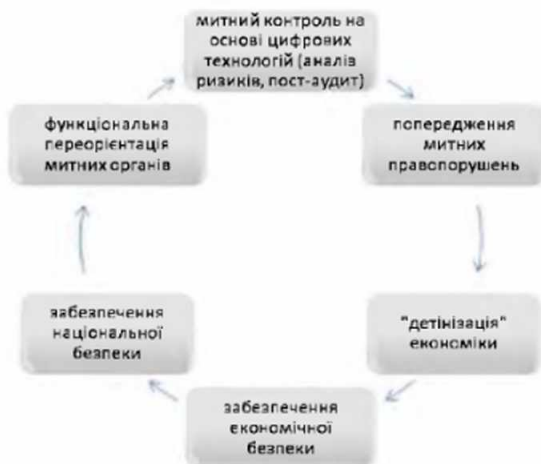 митний контроль на
основі цифрових
технологій (аналіз
ризиків, пост-аудит)
попередження
митних
правопорушень
"детінізація"
економіки
забезпечення
економічної
безпеки
забезпечення
національної
безпеки
функціональна
переорієнтація
митних органів